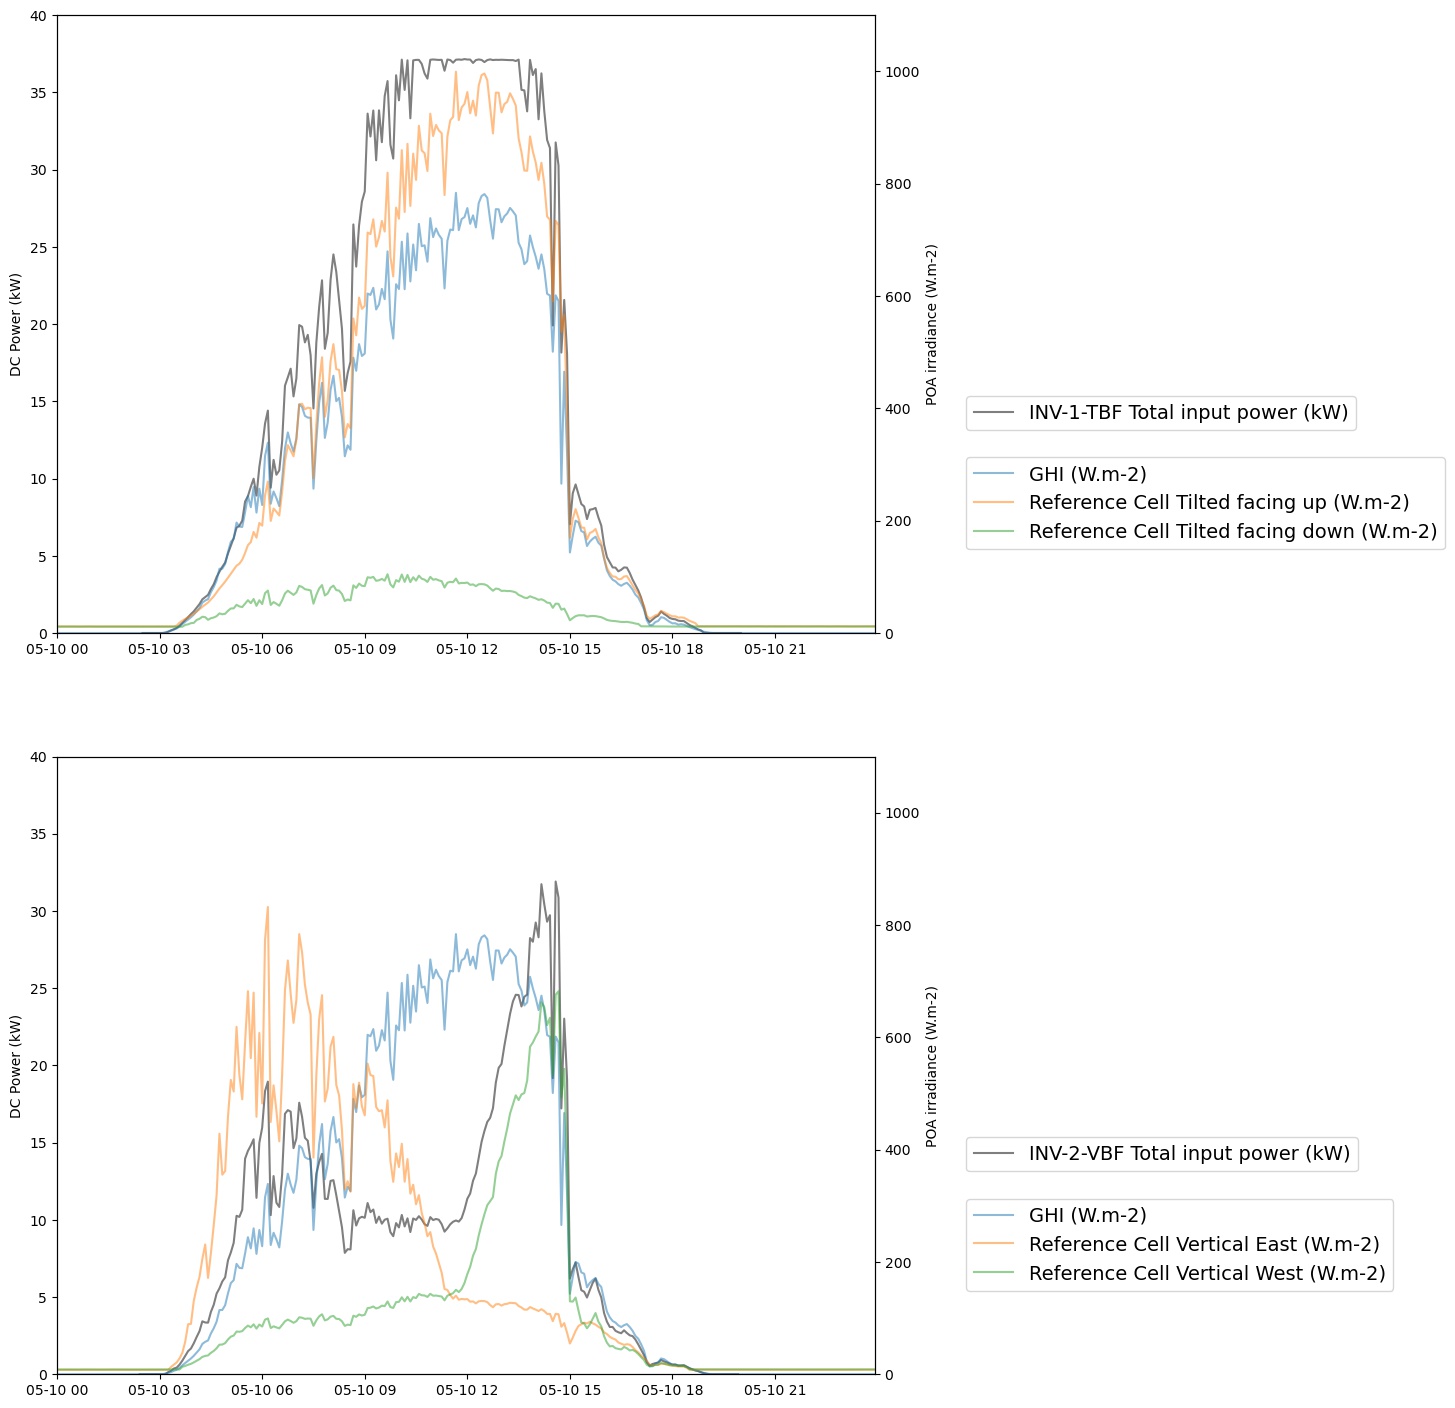 40
35
30
25
20
15
10
5
0
DC Power (kW)
1000
800
600
400
200
0
POA irradiance (W.m-2)
05-10 00 05-10 03 05-10 06 05-10 09 05-10 12 05-10 15 05-10 18 05-10 21
INV-1-TBF Total input power (kW)
GHI (W.m-2)
Reference Cell Tilted facing up (W.m-2)
Reference Cell Tilted facing down (W.m-2)
40
35
30
25
20
15
10
5
0
DC Power (kW)
1000
800
600
400
200
0
POA irradiance (W.m-2)
05-10 00 05-10 03 05-10 06 05-10 09 05-10 12 05-10 15 05-10 18 05-10 21
INV-2-VBF Total input power (kW)
GHI (W.m-2)
Reference Cell Vertical East (W.m-2)
Reference Cell Vertical West (W.m-2)